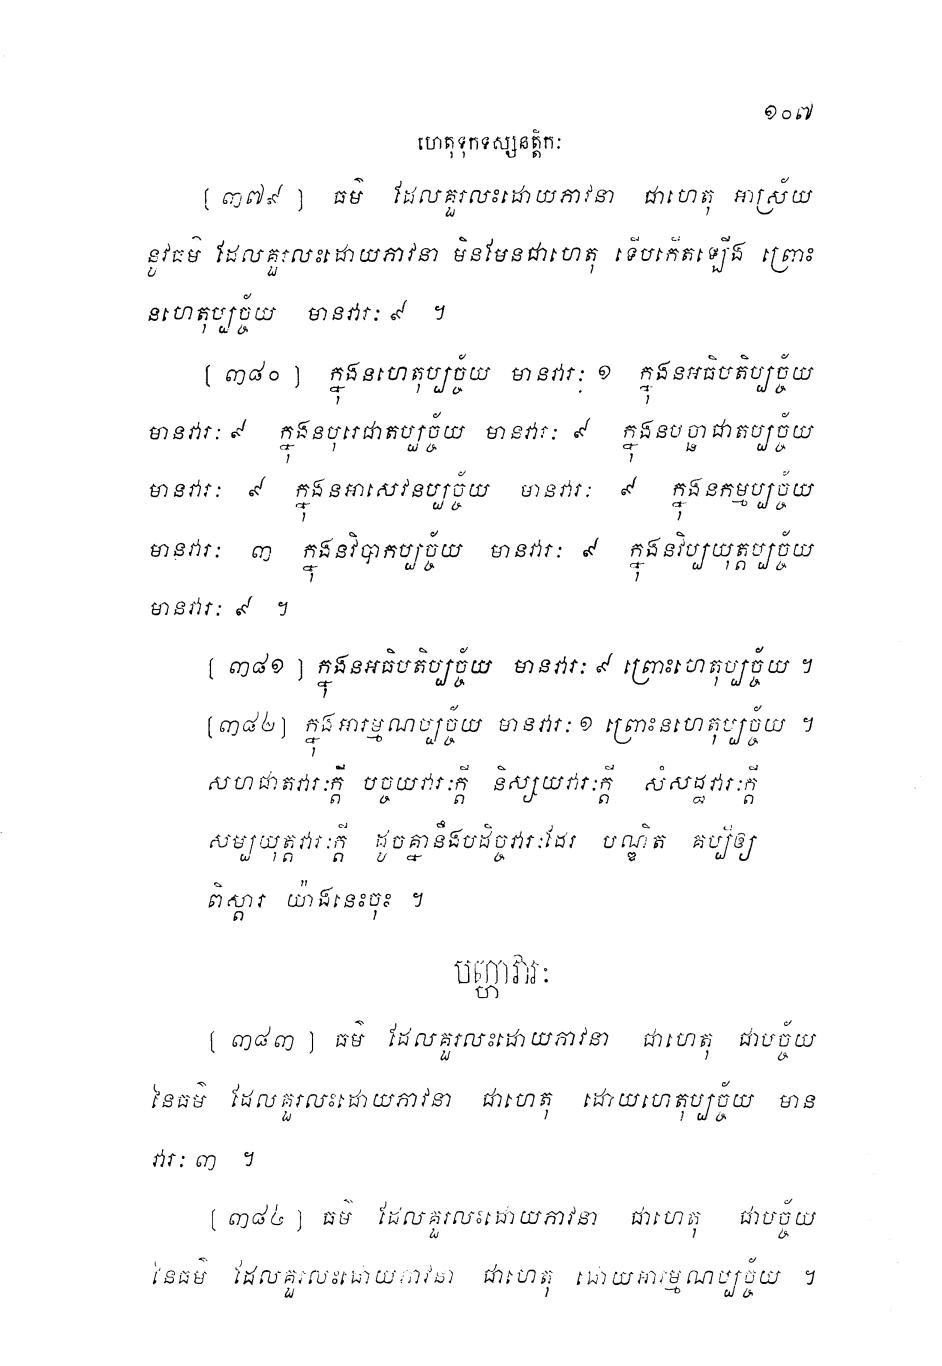 ១០៧
ហេតុទុកទស្សនត្តិកៈ
[ ៣៧៩ ] ធម៌ ដែលគួរលះដោយភាវនា ជាហេតុ អាស្រ័យ
នូវធម៌ ដែលគួរលះដោយភាវនា មិនមែនជាហេតុ ទើបកើតឡើង ព្រោះ
នហេតុប្បច្ច័យ មានវារៈ ៩ ។
[ ៣៨០ ] ក្នុងនហេតុប្បច្ច័យ មានវារៈ ១ ក្នុងនអធិបតិប្បច្ច័យ
មានវារៈ ៩ ក្នុងនបុរេជាតប្បច្ច័យ មានវារៈ ៩ ក្នុងនបច្ឆាជាតប្បច្ច័យ
មានវារៈ ៩ ក្នុងនអាសេវនប្បច្ច័យ មានវារៈ ៩ ក្នុងនកម្មប្បច្ច័យ
មានវារៈ ៣ ក្នុងនវិបាកប្បច្ច័យ មានវារៈ ៩ ក្នុងនវិប្បយុត្តប្បច្ច័យ
មានវារៈ ៩ ។
[ ៣៨១ ] ក្នុងនអធិបតិប្បច្ច័យ មានវារៈ ៩ ព្រោះហេតុប្បច្ច័យ ។
[៣៨២] ក្នុងអារម្មណប្បច្ច័យ មានវារៈ ១ ព្រោះនហេតុប្បច្ច័យ ។
សហជាតវារៈក្តី បច្ចយវារៈក្តី និស្សយវារៈក្តី សំសដ្ឋវារៈក្តី
សម្បយុត្តវារៈក្តី ដូចគ្នានឹងបដិច្ចវារៈដែរ បណ្ឌិត គប្បីឲ្យ
ពិស្តារ យ៉ាងនេះចុះ ។
បញ្ហាវារៈ
[ ៣៨៣ ] ធម៌ ដែលគួរលះដោយភាវនា ជាហេតុ ជាបច្ច័យ
នៃធម៌ ដែលគួរលះដោយភាវនា ជាហេតុ ដោយហេតុប្បច្ច័យ មាន
វារៈ ៣ ។
[ ៣៨៤ ] ធម៌ ដែលគួរលះដោយភាវនា ជាហេតុ ជាបច្ច័យ
នៃធម៌ ដែលគួរលះដោយភាវនា ជាហេតុ ដោយអារម្មណប្បច្ច័យ ។